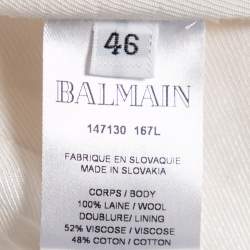 46
BALMAIN
147130 167L
FABRIQUE EN SLOVAQUIE
MADE IN SLOVAKIA
CORPS / BODY
100% LAINE / WOOL
DOUBLURE/ LINING
52% VISCOSE / VISCOSE
48% COTON / COTTON